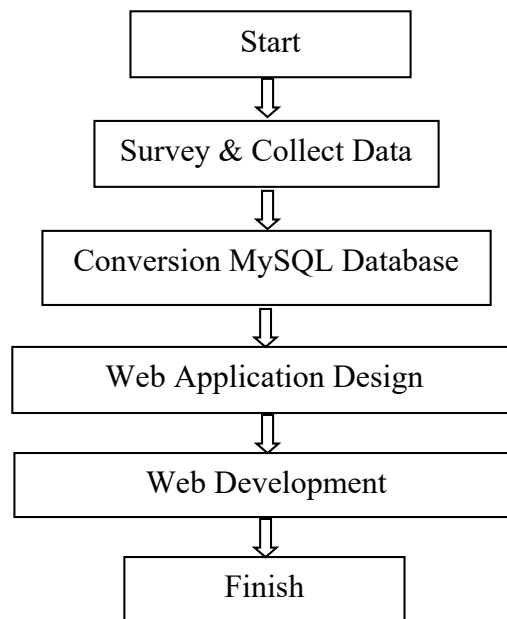 Start
Survey & Collect Data
Conversion MySQL Database
Web Application Design
Web Development
Finish